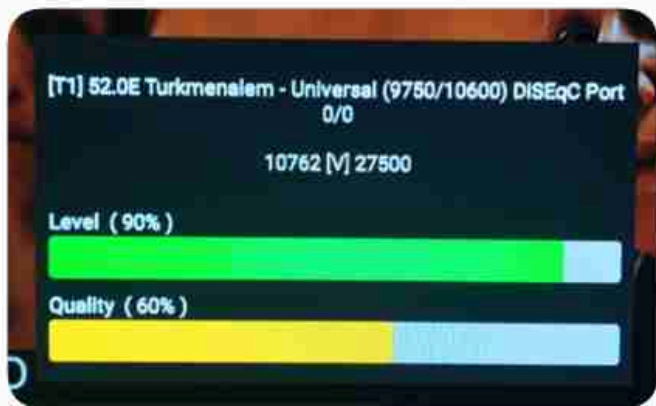 [T1] 52.0E Turkmenalem - Universal (9750/10600) DiSEqC Port
0/0
10762 [V] 27500
Level ( 90% )
Quality ( 60% )